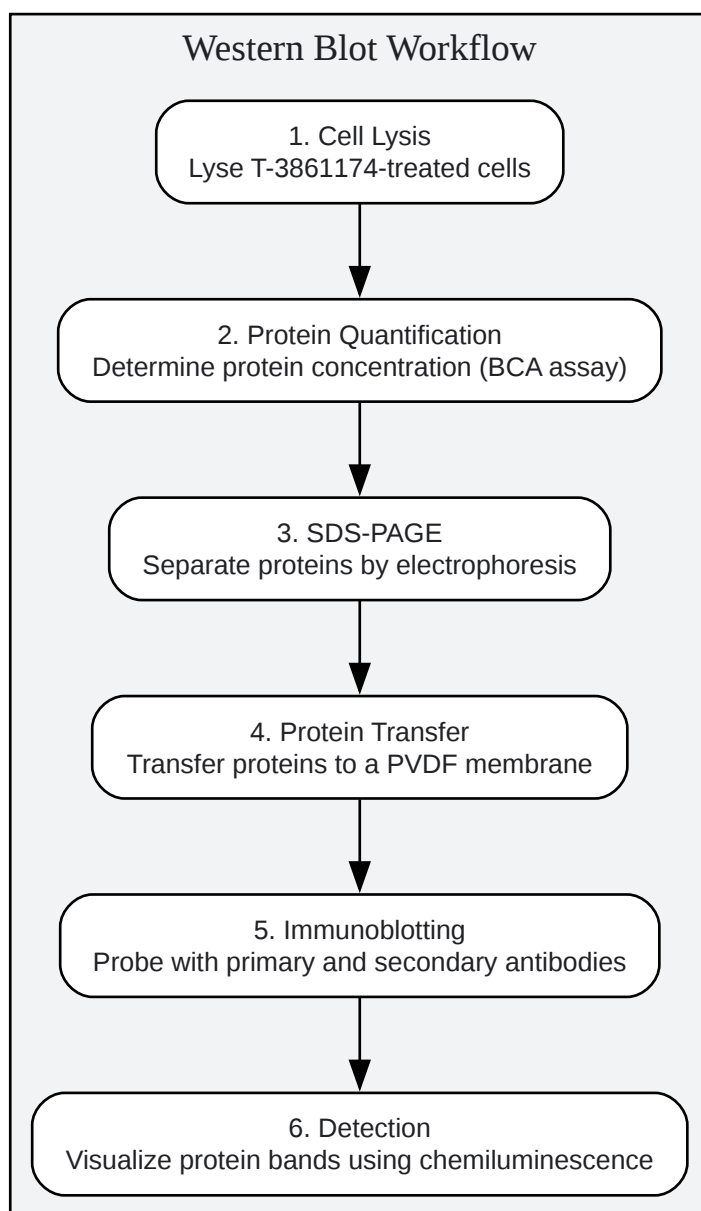 Western Blot Workflow
1. Cell Lysis
Lyse T-3861174-treated cells
2. Protein Quantification
Determine protein concentration (BCA assay)
3. SDS-PAGE
Separate proteins by electrophoresis
4. Protein Transfer
Transfer proteins to a PVDF membrane
5. Immunoblotting
Probe with primary and secondary antibodies
6. Detection
Visualize protein bands using chemiluminescence